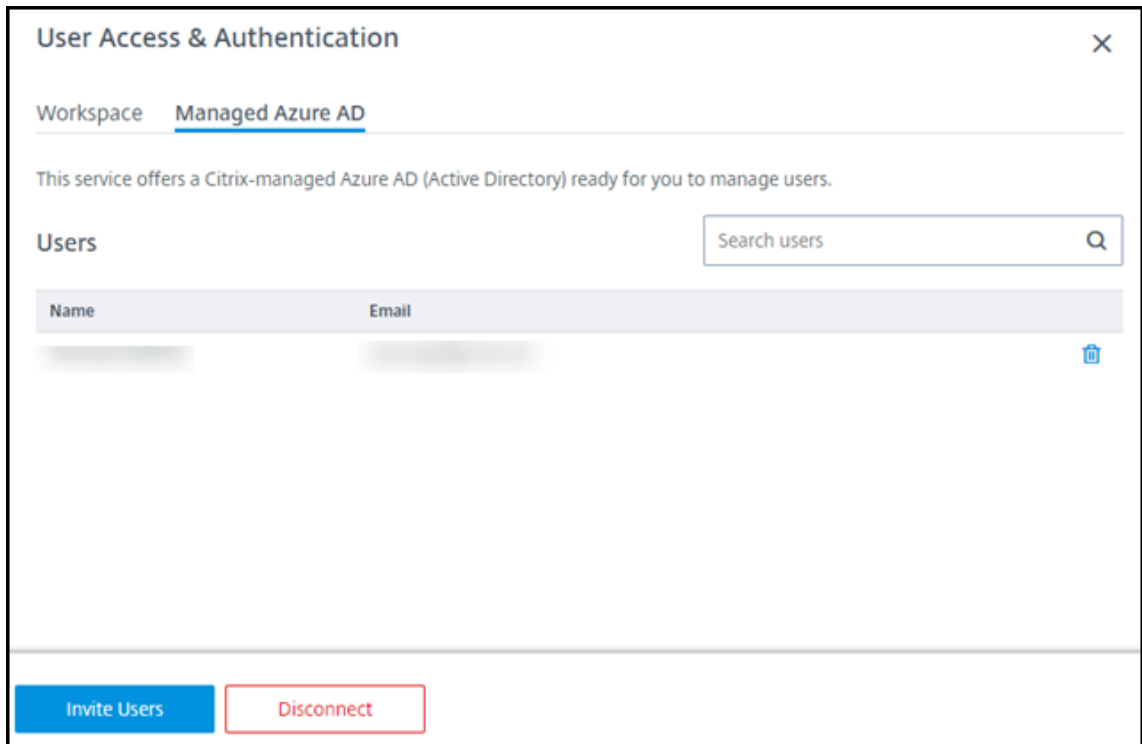 User Access & Authentication
Workspace Managed Azure AD
This service offers a Citrix-managed Azure AD (Active Directory) ready for you to manage users.
Users
Search users
Name Email
Invite Users Disconnect